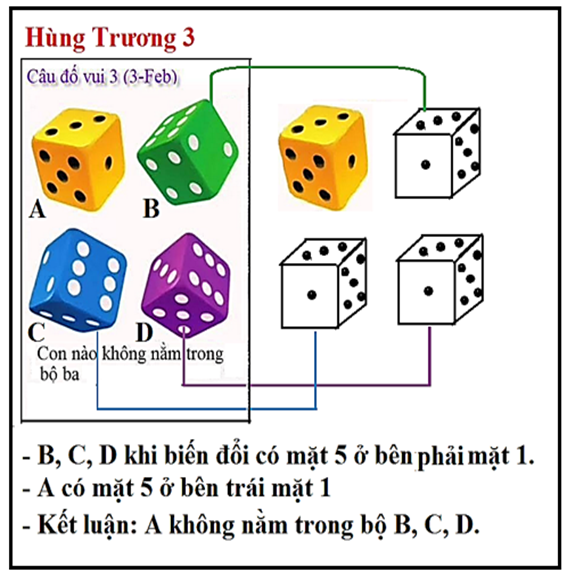 Hùng Trương 3
Câu đố vui 3 (3-Feb)
A
B
C
D
Con nào không nằm trong
bộ ba
- B, C, D khi biến đổi có mặt 5 ở bên phải mặt 1.
- A có mặt 5 ở bên trái mặt 1
- Kết luận: A không nằm trong bộ B, C, D.